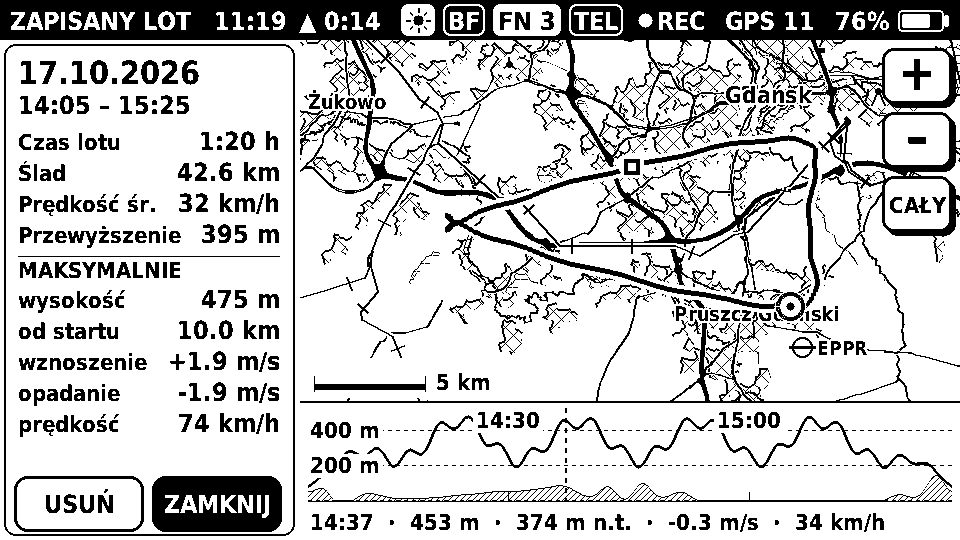 ZAPISANY LOT 11:19 ▲ 0:14 BF FN 3 TEL ●REC GPS 11 76%
17.10.2026
14:05 – 15:25
Czas lotu 1:20 h
Ślad 42.6 km
Prędkość śr. 32 km/h
Przewyższenie 395 m
MAKSYMALNIE
wysokość 475 m
od startu 10.0 km
wznoszenie +1.9 m/s
opadanie -1.9 m/s
prędkość 74 km/h
USUŃ ZAMKNIJ
Żukowo
Gdańsk
Pruszcz Gdański
EPPR
5 km
+
-
CAŁY
14:30 15:00
400 m
200 m
14:37 · 453 m · 374 m n.t. · -0.3 m/s · 34 km/h